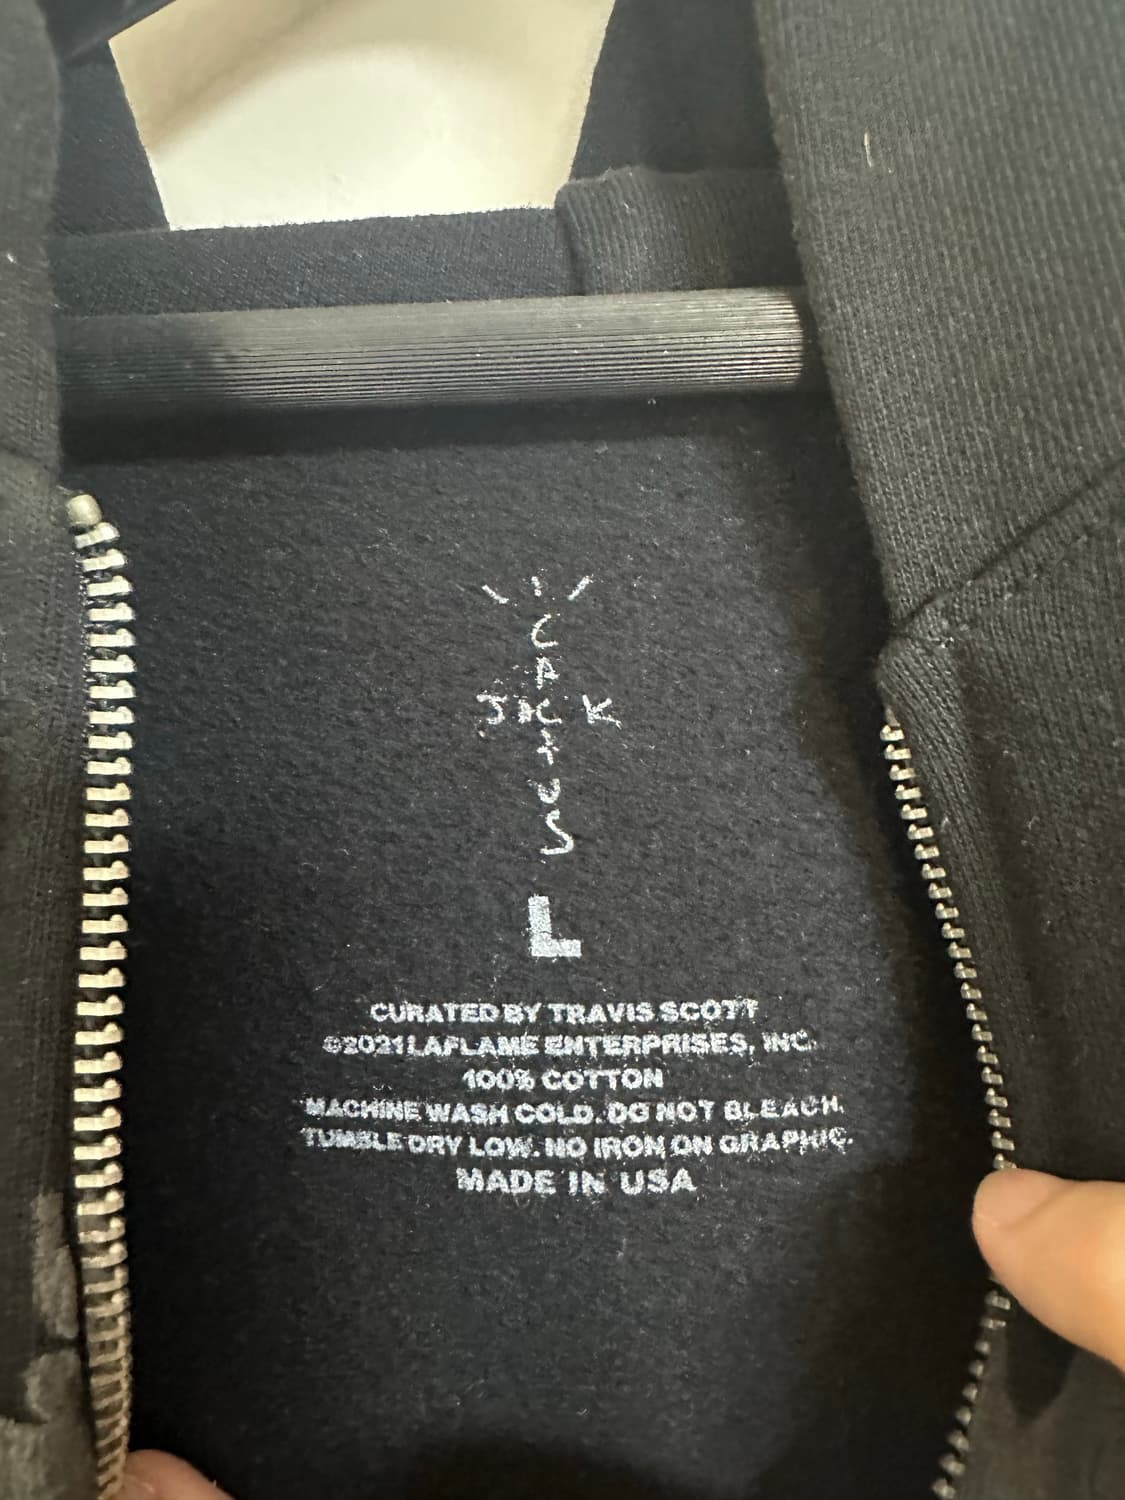 CACTUS
JACK
L
CURATED BY TRAVIS SCOTT
©2021 LAFLAME ENTERPRISES, INC.
100% COTTON
MACHINE WASH COLD. DO NOT BLEACH.
TUMBLE DRY LOW. NO IRON ON GRAPHIC.
MADE IN USA